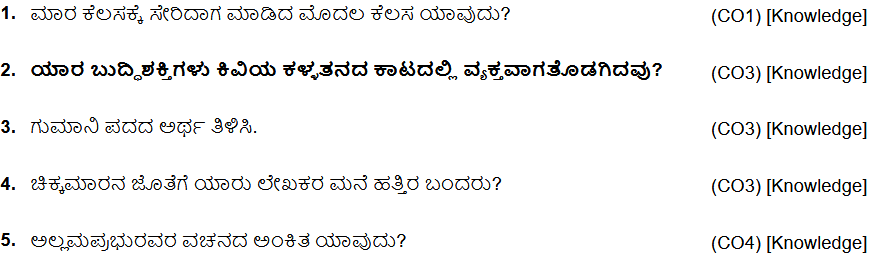 1. ಮಾರ ಕೆಲಸಕ್ಕೆ ಸೇರಿದಾಗ ಮಾಡಿದ ಮೊದಲ ಕೆಲಸ ಯಾವುದು? (CO1) [Knowledge]
2. ಯಾರ ಬುದ್ಧಿಶಕ್ತಿಗಳು ಕಿವಿಯ ಕಳ್ಳತನದ ಕಾಟದಲ್ಲಿ ವ್ಯಕ್ತವಾಗತೊಡಗಿದವು? (CO3) [Knowledge]
3. ಗುಮಾನಿ ಪದದ ಅರ್ಥ ತಿಳಿಸಿ. (CO3) [Knowledge]
4. ಚಿಕ್ಕಮಾರನ ಜೊತೆಗೆ ಯಾರು ಲೇಖಕರ ಮನೆ ಹತ್ತಿರ ಬಂದರು? (CO3) [Knowledge]
5. ಅಲ್ಲಮಪ್ರಭುರವರ ವಚನದ ಅಂಕಿತ ಯಾವುದು? (CO4) [Knowledge]